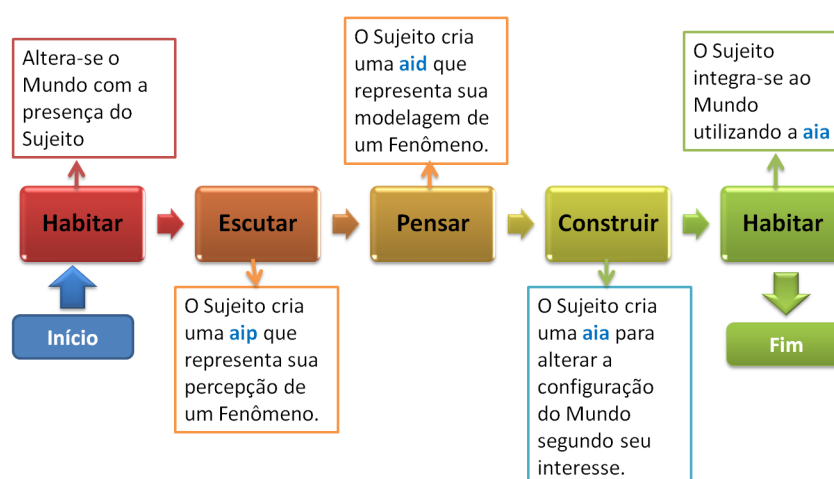 Altera-se o
Mundo com a
presença do
Sujeito
O Sujeito cria
uma aid que
representa sua
modelagem de
um Fenômeno.
O Sujeito
integra-se ao
Mundo
utilizando a aia
Habitar
Escutar
Pensar
Construir
Habitar
Início
O Sujeito cria
uma aip que
representa sua
percepção de
um Fenômeno.
O Sujeito cria
uma aia para
alterar a
configuração
do Mundo
segundo seu
interesse.
Fim